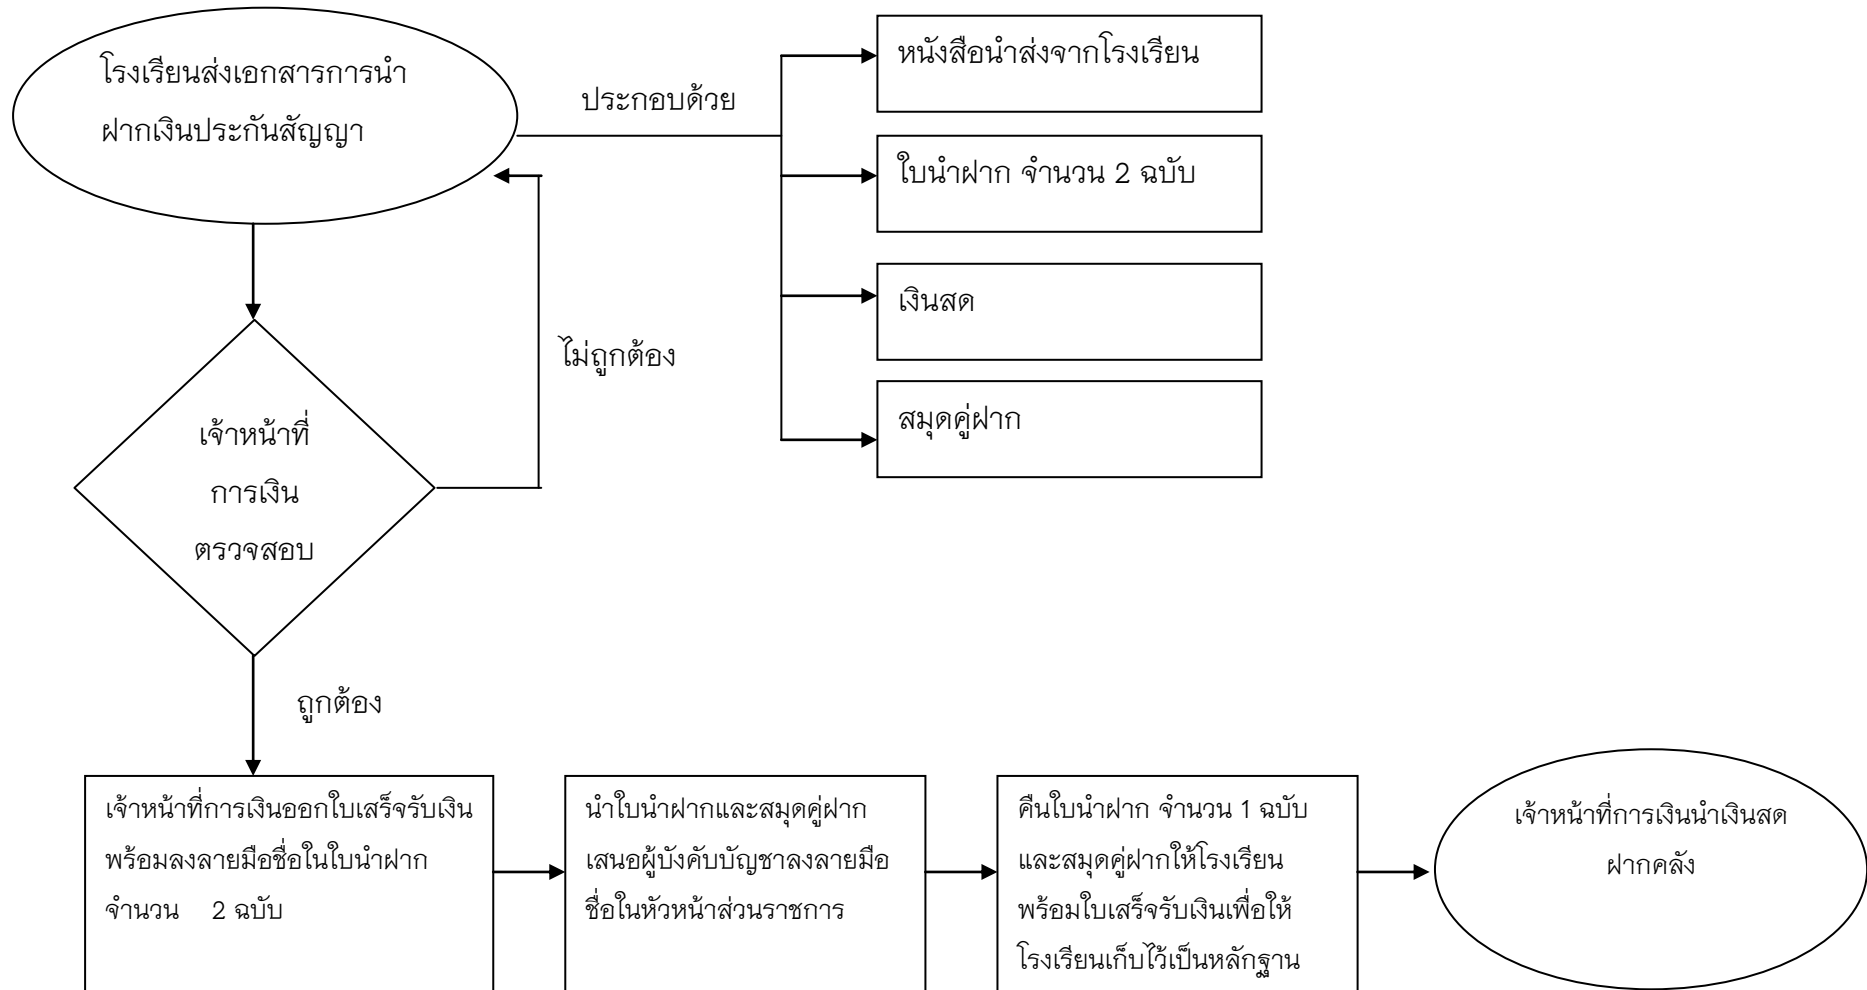 โรงเรียนส่งเอกสารการนำ
ฝากเงินประกันสัญญา
ประกอบด้วย
หนังสือนำส่งจากโรงเรียน
ใบนำฝาก จำนวน 2 ฉบับ
เงินสด
สมุดคู่ฝาก
ไม่ถูกต้อง
เจ้าหน้าที่
การเงิน
ตรวจสอบ
ถูกต้อง
เจ้าหน้าที่การเงินออกใบเสร็จรับเงิน
พร้อมลงลายมือชื่อในใบนำฝาก
จำนวน 2 ฉบับ
นำใบนำฝากและสมุดคู่ฝาก
เสนอผู้บังคับบัญชาลงลายมือ
ชื่อในหัวหน้าส่วนราชการ
คืนใบนำฝาก จำนวน 1 ฉบับ
และสมุดคู่ฝากให้โรงเรียน
พร้อมใบเสร็จรับเงินเพื่อให้
โรงเรียนเก็บไว้เป็นหลักฐาน
เจ้าหน้าที่การเงินนำเงินสด
ฝากคลัง